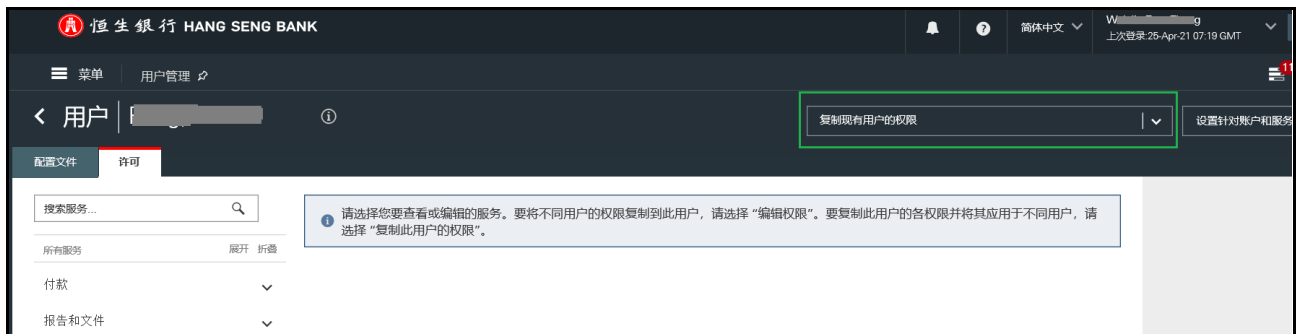 恒生銀行 HANG SENG BANK
简体中文
上次登录:25-Apr-21 07:19 GMT
菜单 用户管理
11
用户
复制现有用户的权限
设置针对账户和服务
配置文件 许可
搜索服务...
请选择您要查看或编辑的服务。要将不同用户的权限复制到此用户,请选择 “编辑权限”。要复制此用户的各权限并将其应用于不同用户,请
选择 “复制此用户的权限”。
所有服务 展开 折叠
付款
报告和文件